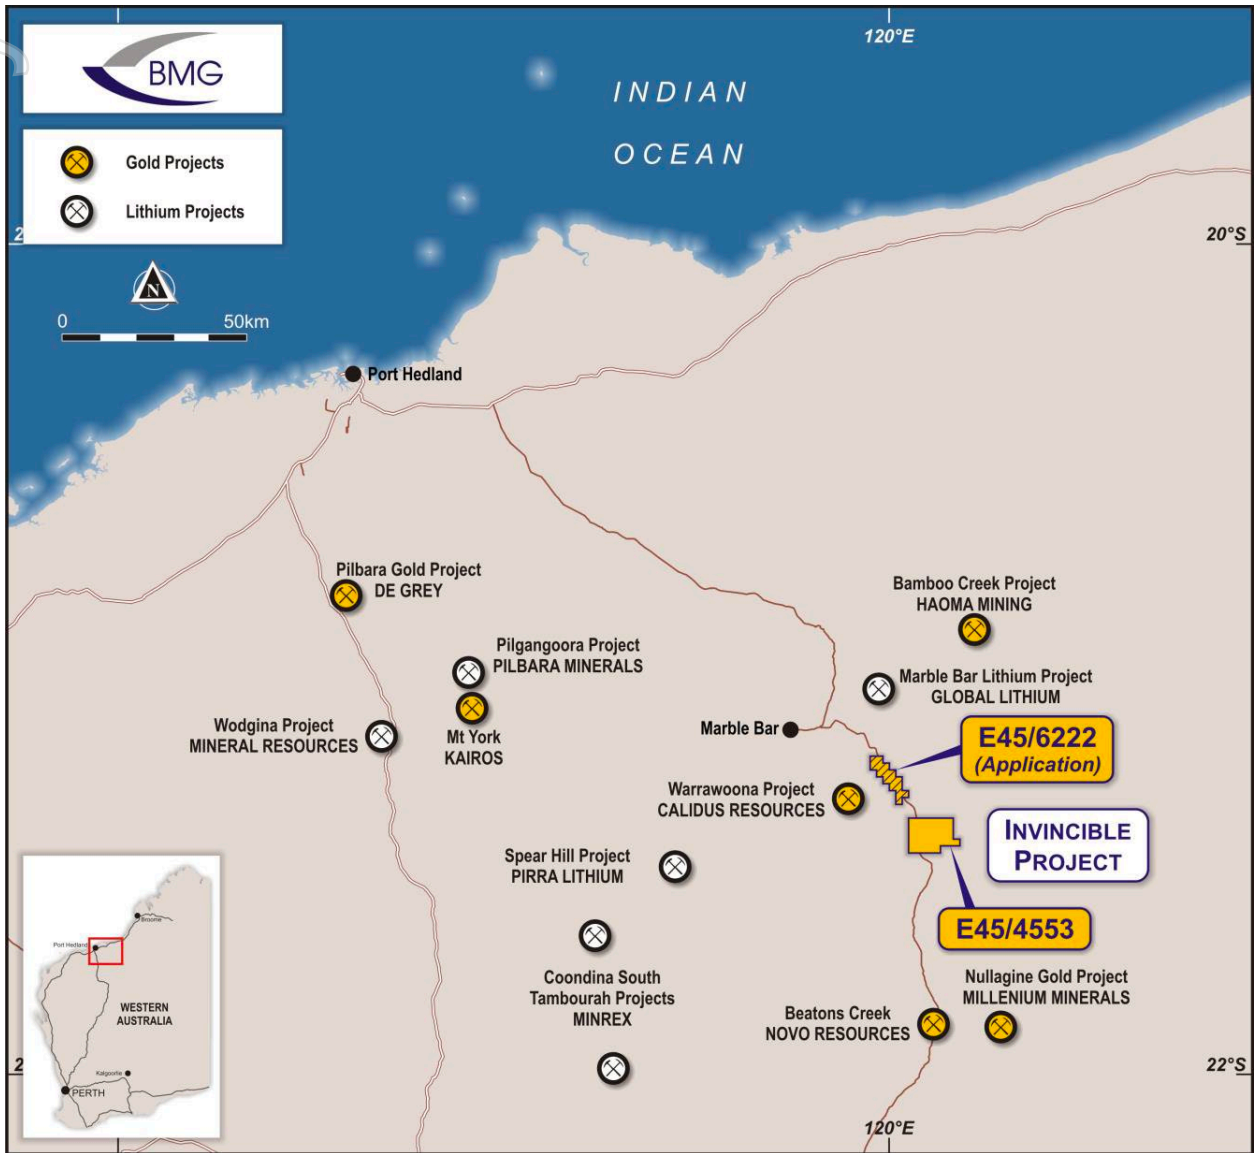 BMG
120°E
INDIAN
OCEAN
Gold Projects
Lithium Projects
20°S
N
0 50km
Port Hedland
Pilbara Gold Project
DE GREY
Bamboo Creek Project
HAOMA MINING
Pilgangoora Project
PILBARA MINERALS
Marble Bar Lithium Project
GLOBAL LITHIUM
Wodgina Project
MINERAL RESOURCES
Mt York
KAIROS
Marble Bar
E45/6222
(Application)
Warrawoona Project
CALIDUS RESOURCES
INVINCIBLE
PROJECT
Spear Hill Project
PIRRA LITHIUM
E45/4553
Coondina South
Tambourah Projects
MINREX
Nullagine Gold Project
MILLENIUM MINERALS
Beatons Creek
NOVO RESOURCES
22°S
120°E
Broome
Port Hedland
WESTERN
AUSTRALIA
Kalgoorlie
PERTH